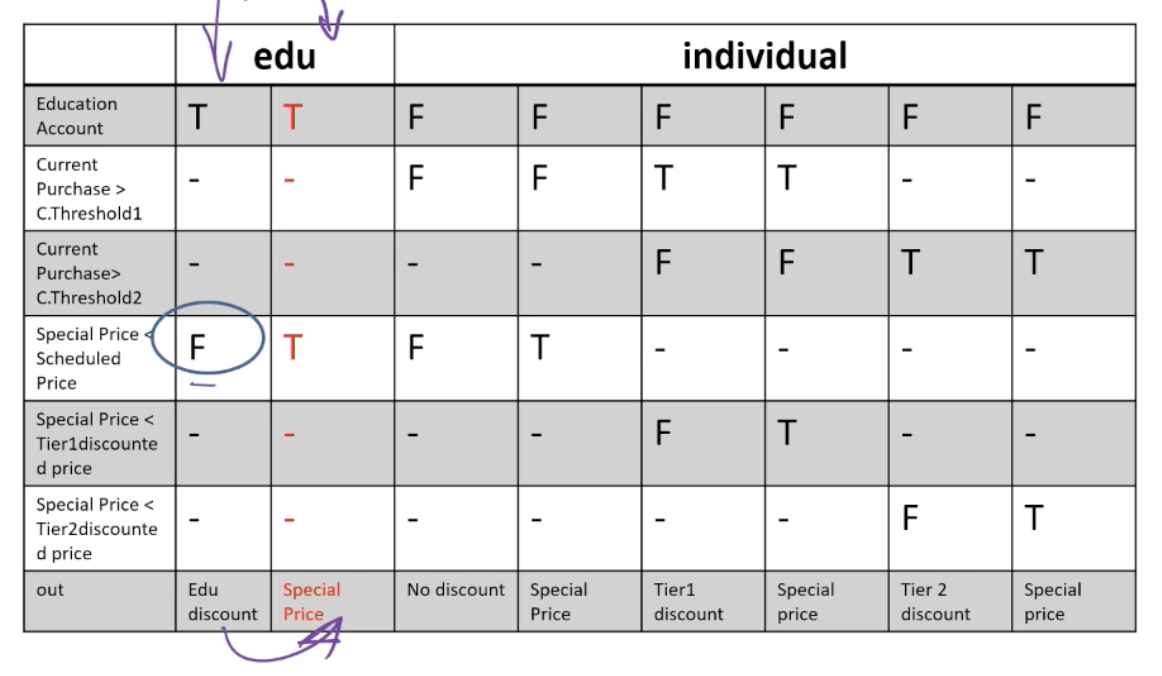 edu individual
Education
Account T T F F F F F F
Current
Purchase >
C.Threshold1 - - F F T T - -
Current
Purchase>
C.Threshold2 - - - - F F T T
Special Price <
Scheduled
Price F T F T - - - -
Special Price <
Tier1discounte
d price - - - - F T - -
Special Price <
Tier2discounte
d price - - - - - - F T
out Edu
discount Special
Price No discount Special
Price Tier1
discount Special
price Tier 2
discount Special
price